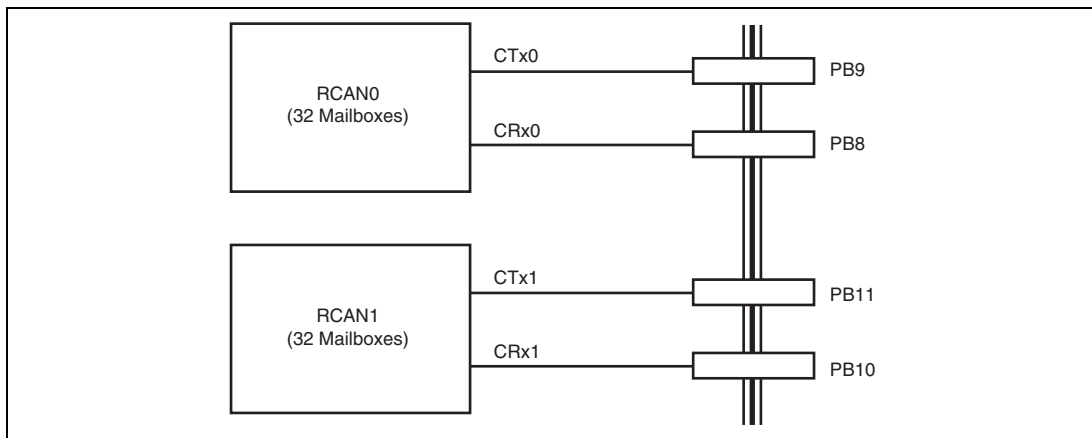 CTx0
PB9
RCAN0
(32 Mailboxes)
CRx0
PB8
CTx1
PB11
RCAN1
(32 Mailboxes)
CRx1
PB10